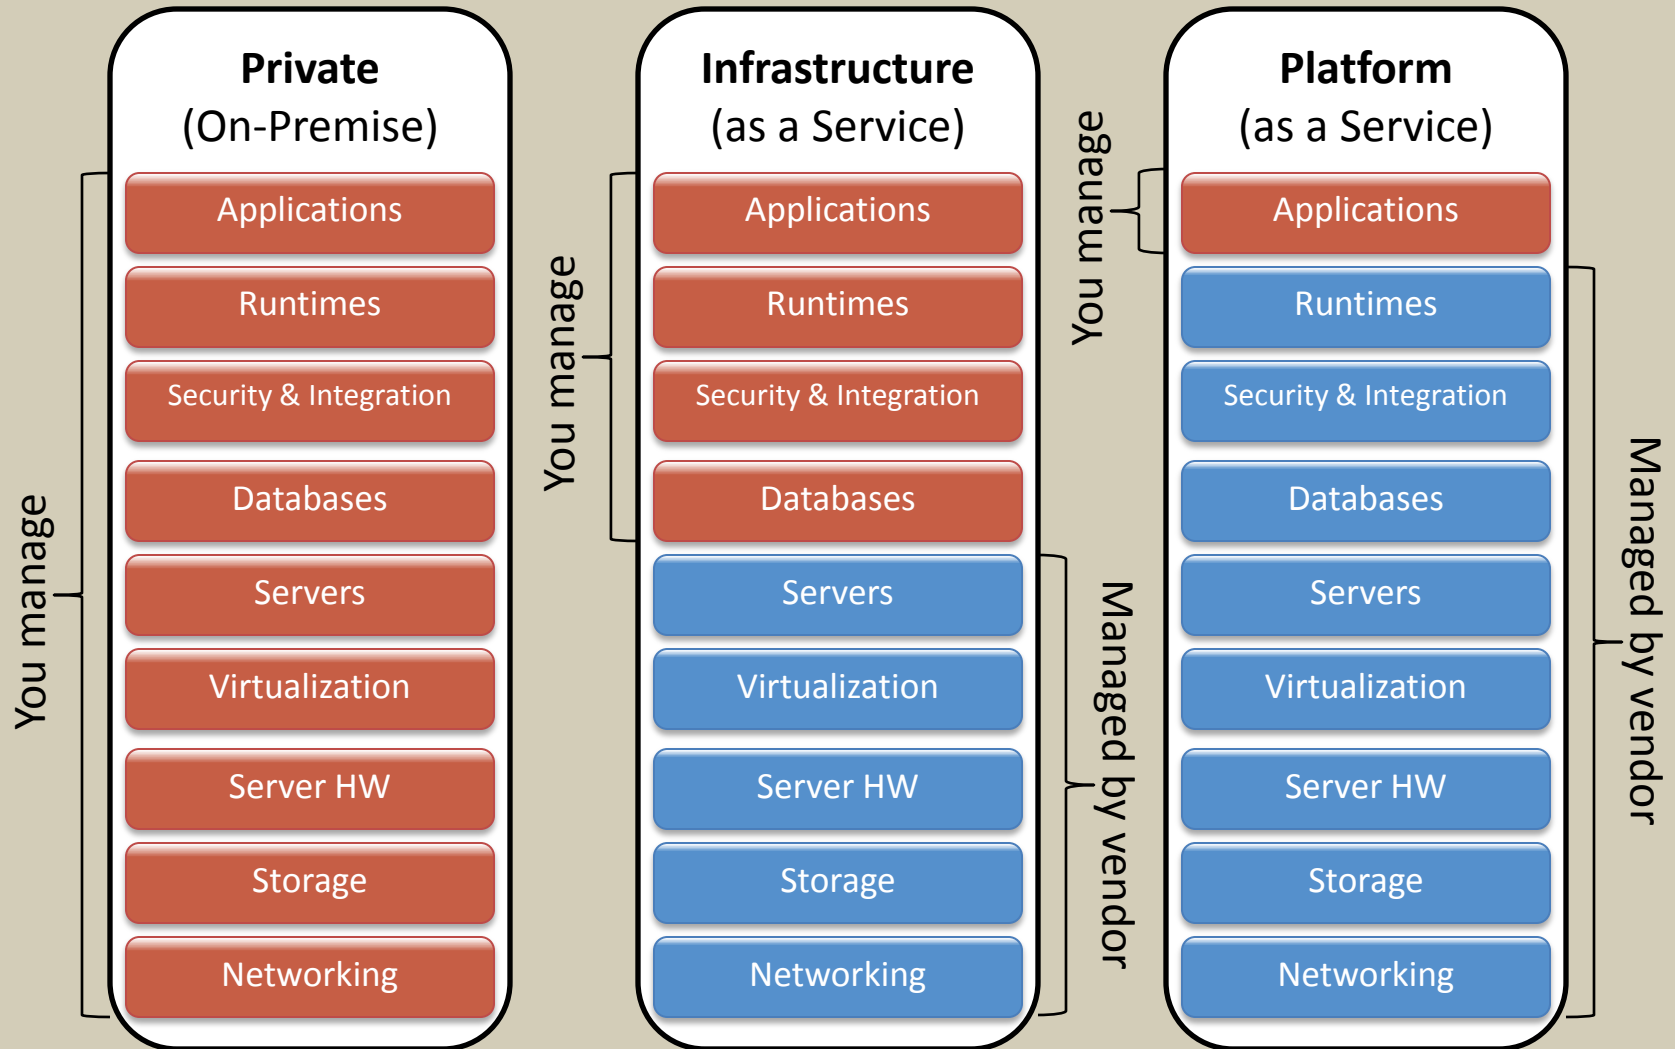 Private
(On-Premise)
You manage
Applications
Runtimes
Security & Integration
Databases
Servers
Virtualization
Server HW
Storage
Networking
Infrastructure
(as a Service)
You manage
Applications
Runtimes
Security & Integration
Databases
Servers
Virtualization
Server HW
Storage
Networking
Managed by vendor
Platform
(as a Service)
You manage
Applications
Runtimes
Security & Integration
Databases
Servers
Virtualization
Server HW
Storage
Networking
Managed by vendor